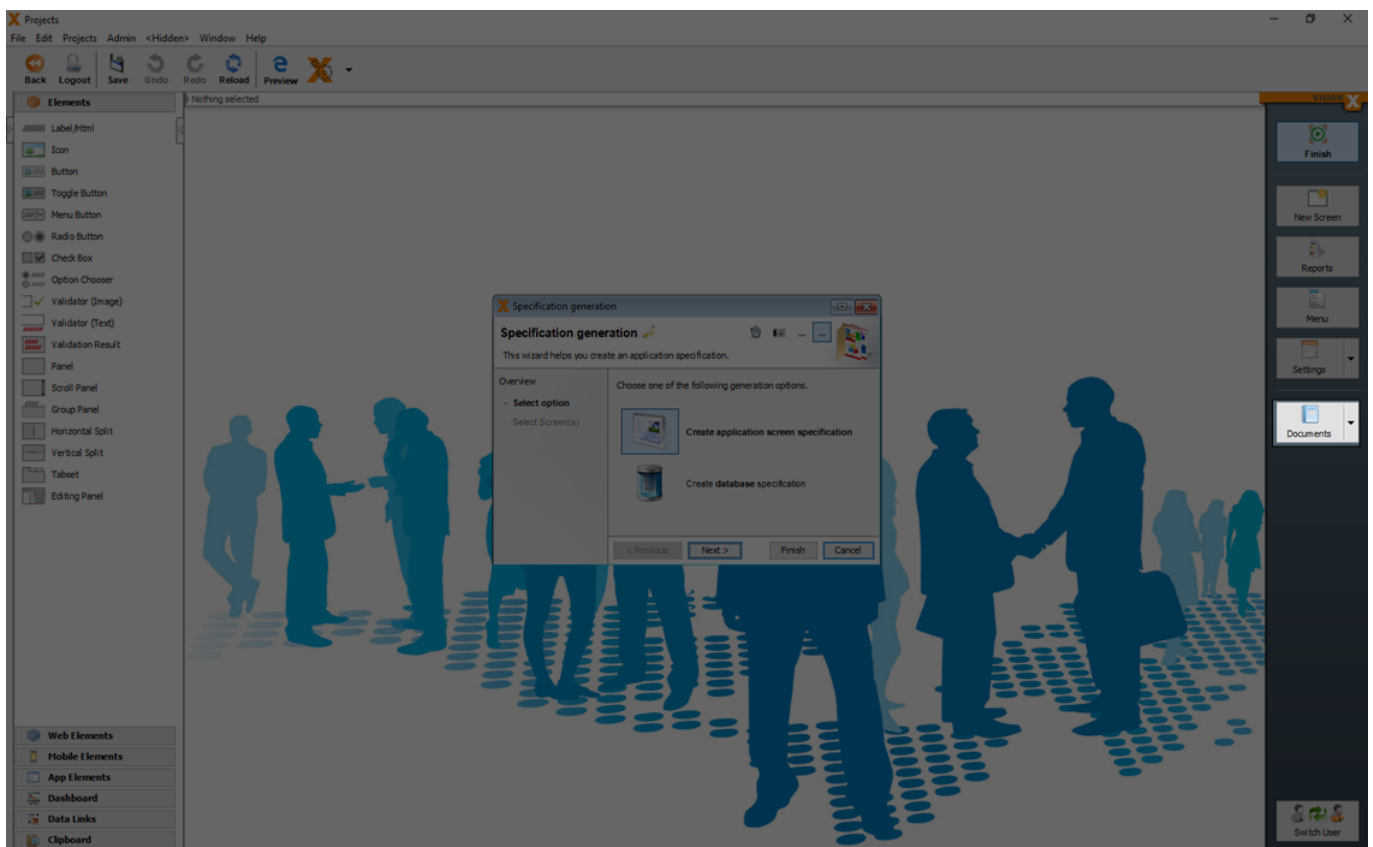 Projects
File Edit Projects Admin <Hidden> Window Help
Back Logout Save Undo Redo Reload Preview
Elements
Nothing selected
Label/Html
Icon
Button
Toggle Button
Menu Button
Radio Button
Check Box
Option Chooser
Validator (Image)
Validator (Text)
Validation Result
Panel
Scroll Panel
Group Panel
Horizontal Split
Vertical Split
Tabset
Editing Panel
Web Elements
Mobile Elements
App Elements
Dashboard
Data Links
Clipboard
Specification generation
Specification generation
This wizard helps you create an application specification.
Overview
- Select option
- Select Screen(s)
Choose one of the following generation options.
Create application screen specification
Create database specification
< Previous Next > Finish Cancel
VISION X
Finish
New Screen
Reports
Menu
Settings
Documents
Switch User